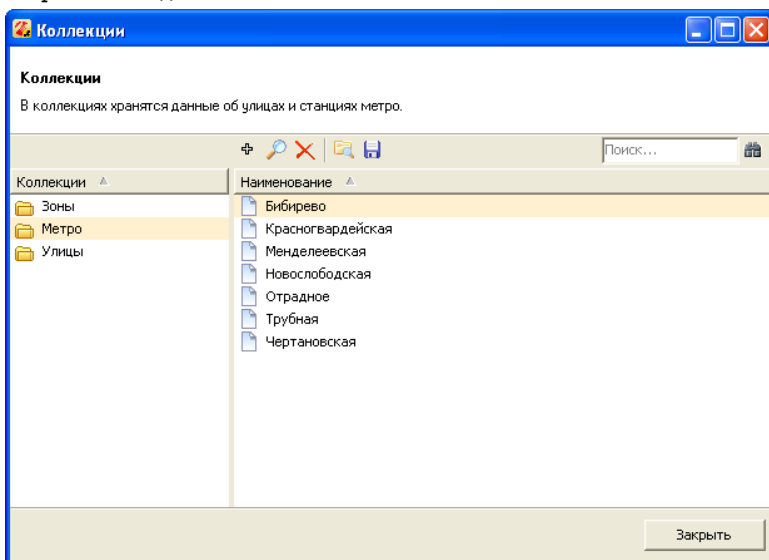 Коллекции
Коллекции
В коллекциях хранятся данные об улицах и станциях метро.
Поиск...
Коллекции
Наименование
Зоны
Метро
Улицы
Бибирево
Красногвардейская
Менделеевская
Новослободская
Отрадное
Трубная
Чертановская
Закрыть